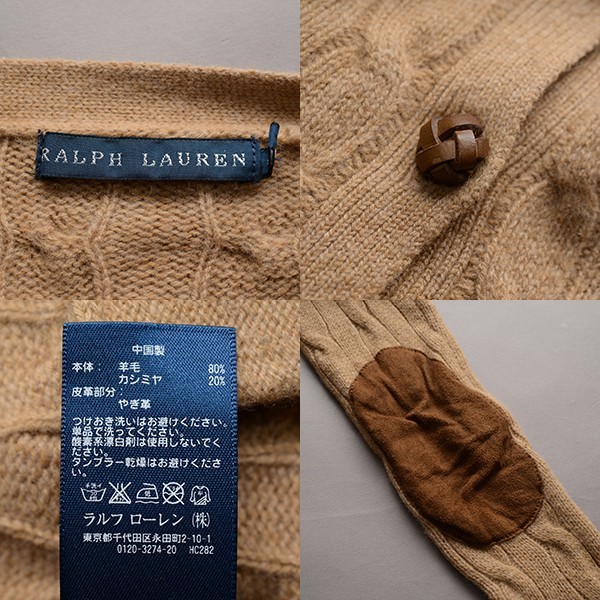 RALPH LAUREN
中国製
本体： 羊毛 80%
カシミヤ 20%
皮革部分：
やぎ革
つけおき洗いはお避けください。
単品で洗ってください。
酸素系漂白剤は使用しないでくだ
さい。
タンブラー乾燥はお避けください。
ラルフ ローレン（株）
東京都千代田区永田町2-10-1
0120-3274-20 HC282